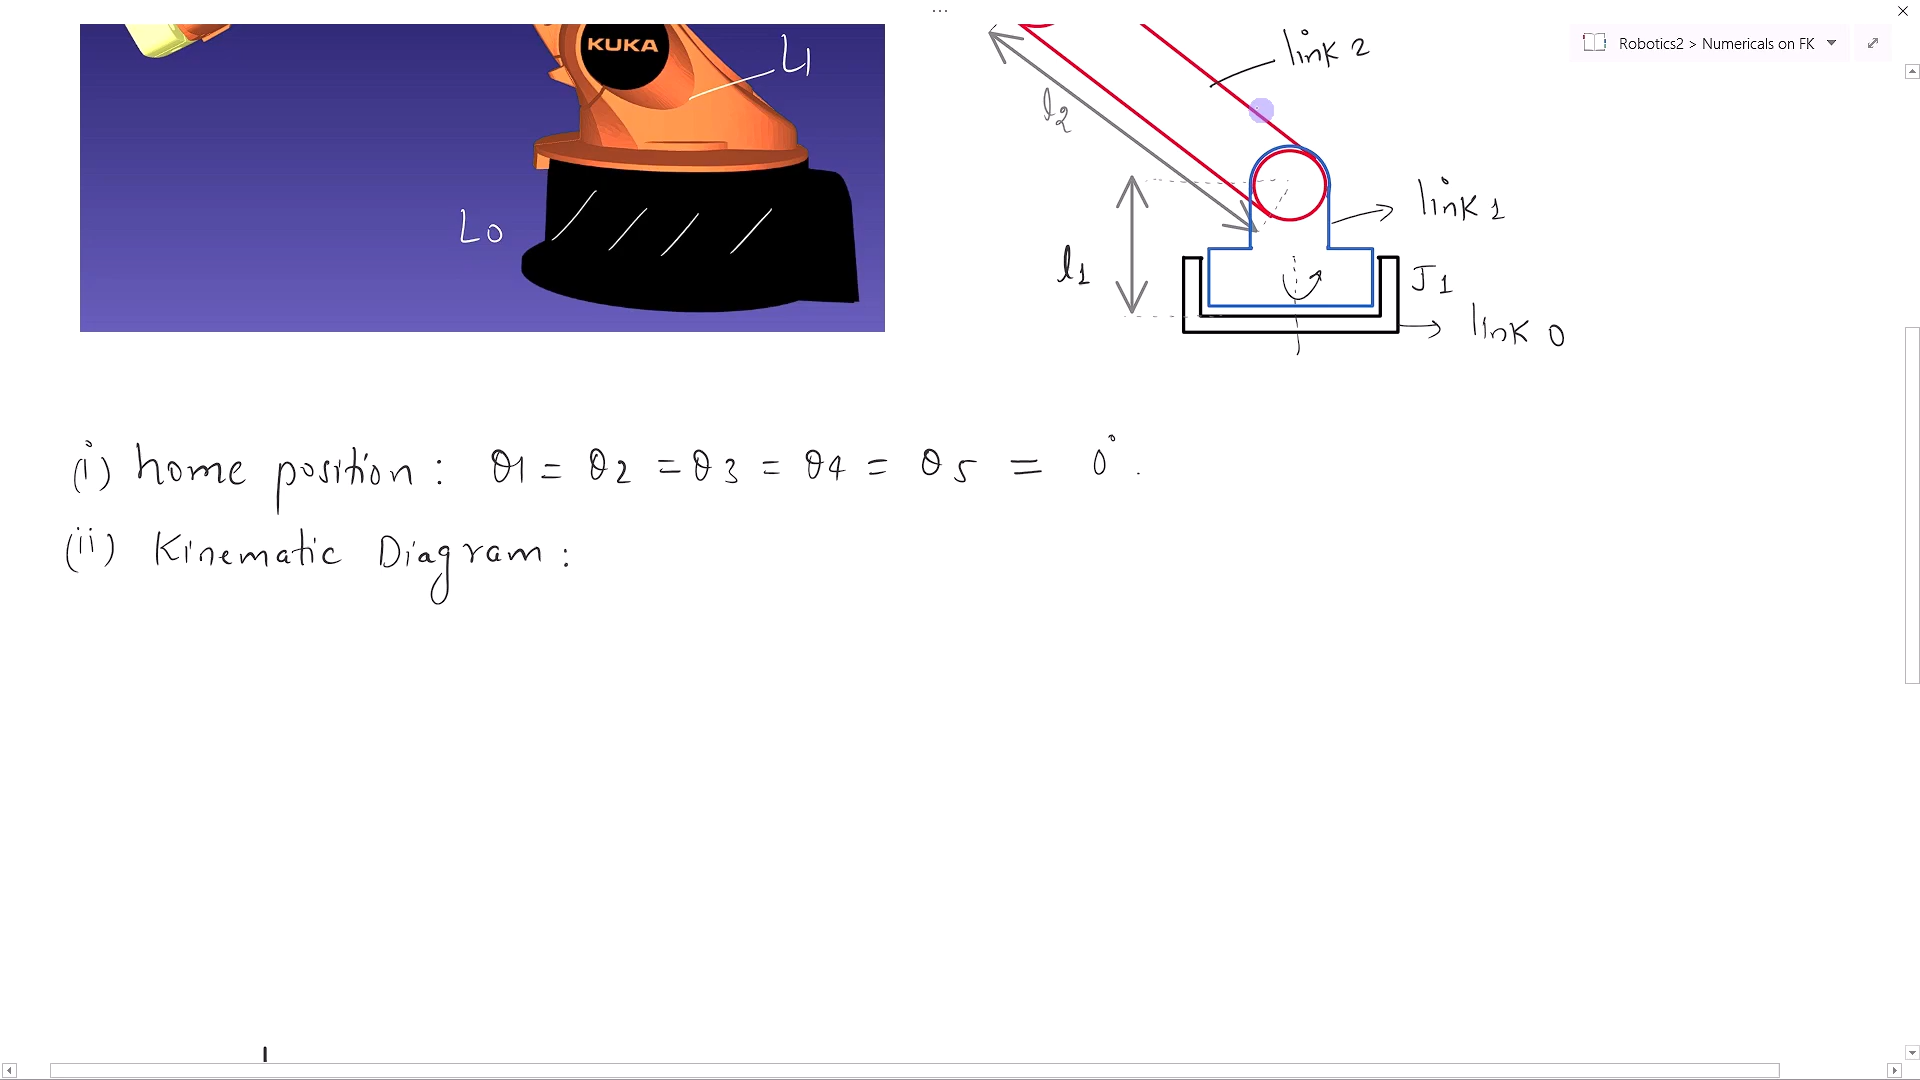 ...
Robotics2 > Numericals on FK
KUKA
L1
L0
link 2
l2
link 1
l1
J1
link 0
(i) home position : θ1 = θ2 = θ3 = θ4 = θ5 = 0° .
(ii) Kinematic Diagram :